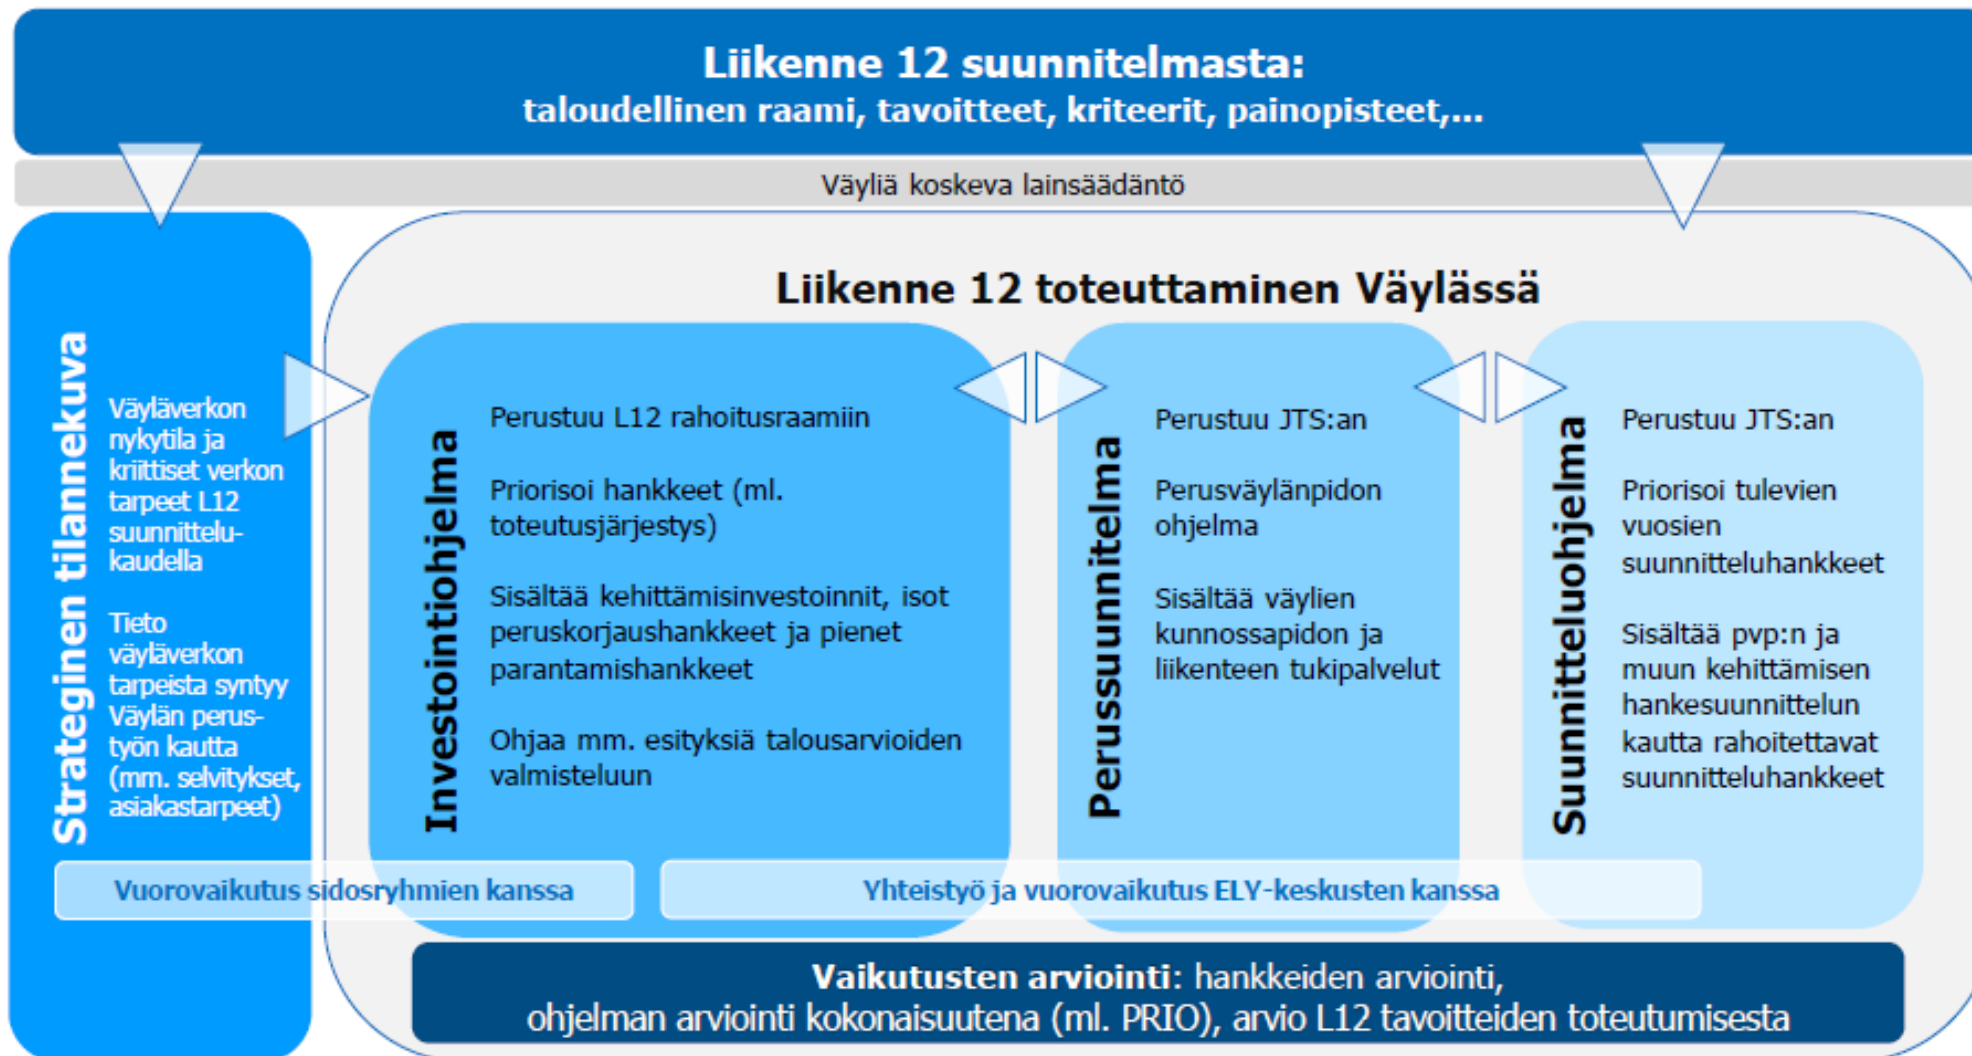 Liikenne 12 suunnitelmasta:
taloudellinen raami, tavoitteet, kriteerit, painopisteet,...
Väyliä koskeva lainsäädäntö
Strateginen tilannekuva
Väyläverkon
nykytila ja
kriittiset verkon
tarpeet L12
suunnittelu-
kaudella
Tieto
väyläverkon
tarpeista syntyy
Väylän perus-
työn kautta
(mm. selvitykset,
asiakastarpeet)
Liikenne 12 toteuttaminen Väylässä
Investointiohjelma
Perustuu L12 rahoitusraamiin
Priorisoi hankkeet (ml.
toteutusjärjestys)
Sisältää kehittämisinvestoinnit, isot
peruskorjaushankkeet ja pienet
parantamishankkeet
Ohjaa mm. esityksiä talousarvioiden
valmisteluun
Perussuunnitelma
Perustuu JTS:an
Perusväylänpidon
ohjelma
Sisältää väylien
kunnossapidon ja
liikenteen tukipalvelut
Suunnitteluohjelma
Perustuu JTS:an
Priorisoi tulevien
vuosien
suunnitteluhankkeet
Sisältää pvp:n ja
muun kehittämisen
hankesuunnittelun
kautta rahoitettavat
suunnitteluhankkeet
Vuorovaikutus sidosryhmien kanssa
Yhteistyö ja vuorovaikutus ELY-keskusten kanssa
Vaikutusten arviointi: hankkeiden arviointi,
ohjelman arviointi kokonaisuutena (ml. PRIO), arvio L12 tavoitteiden toteutumisesta